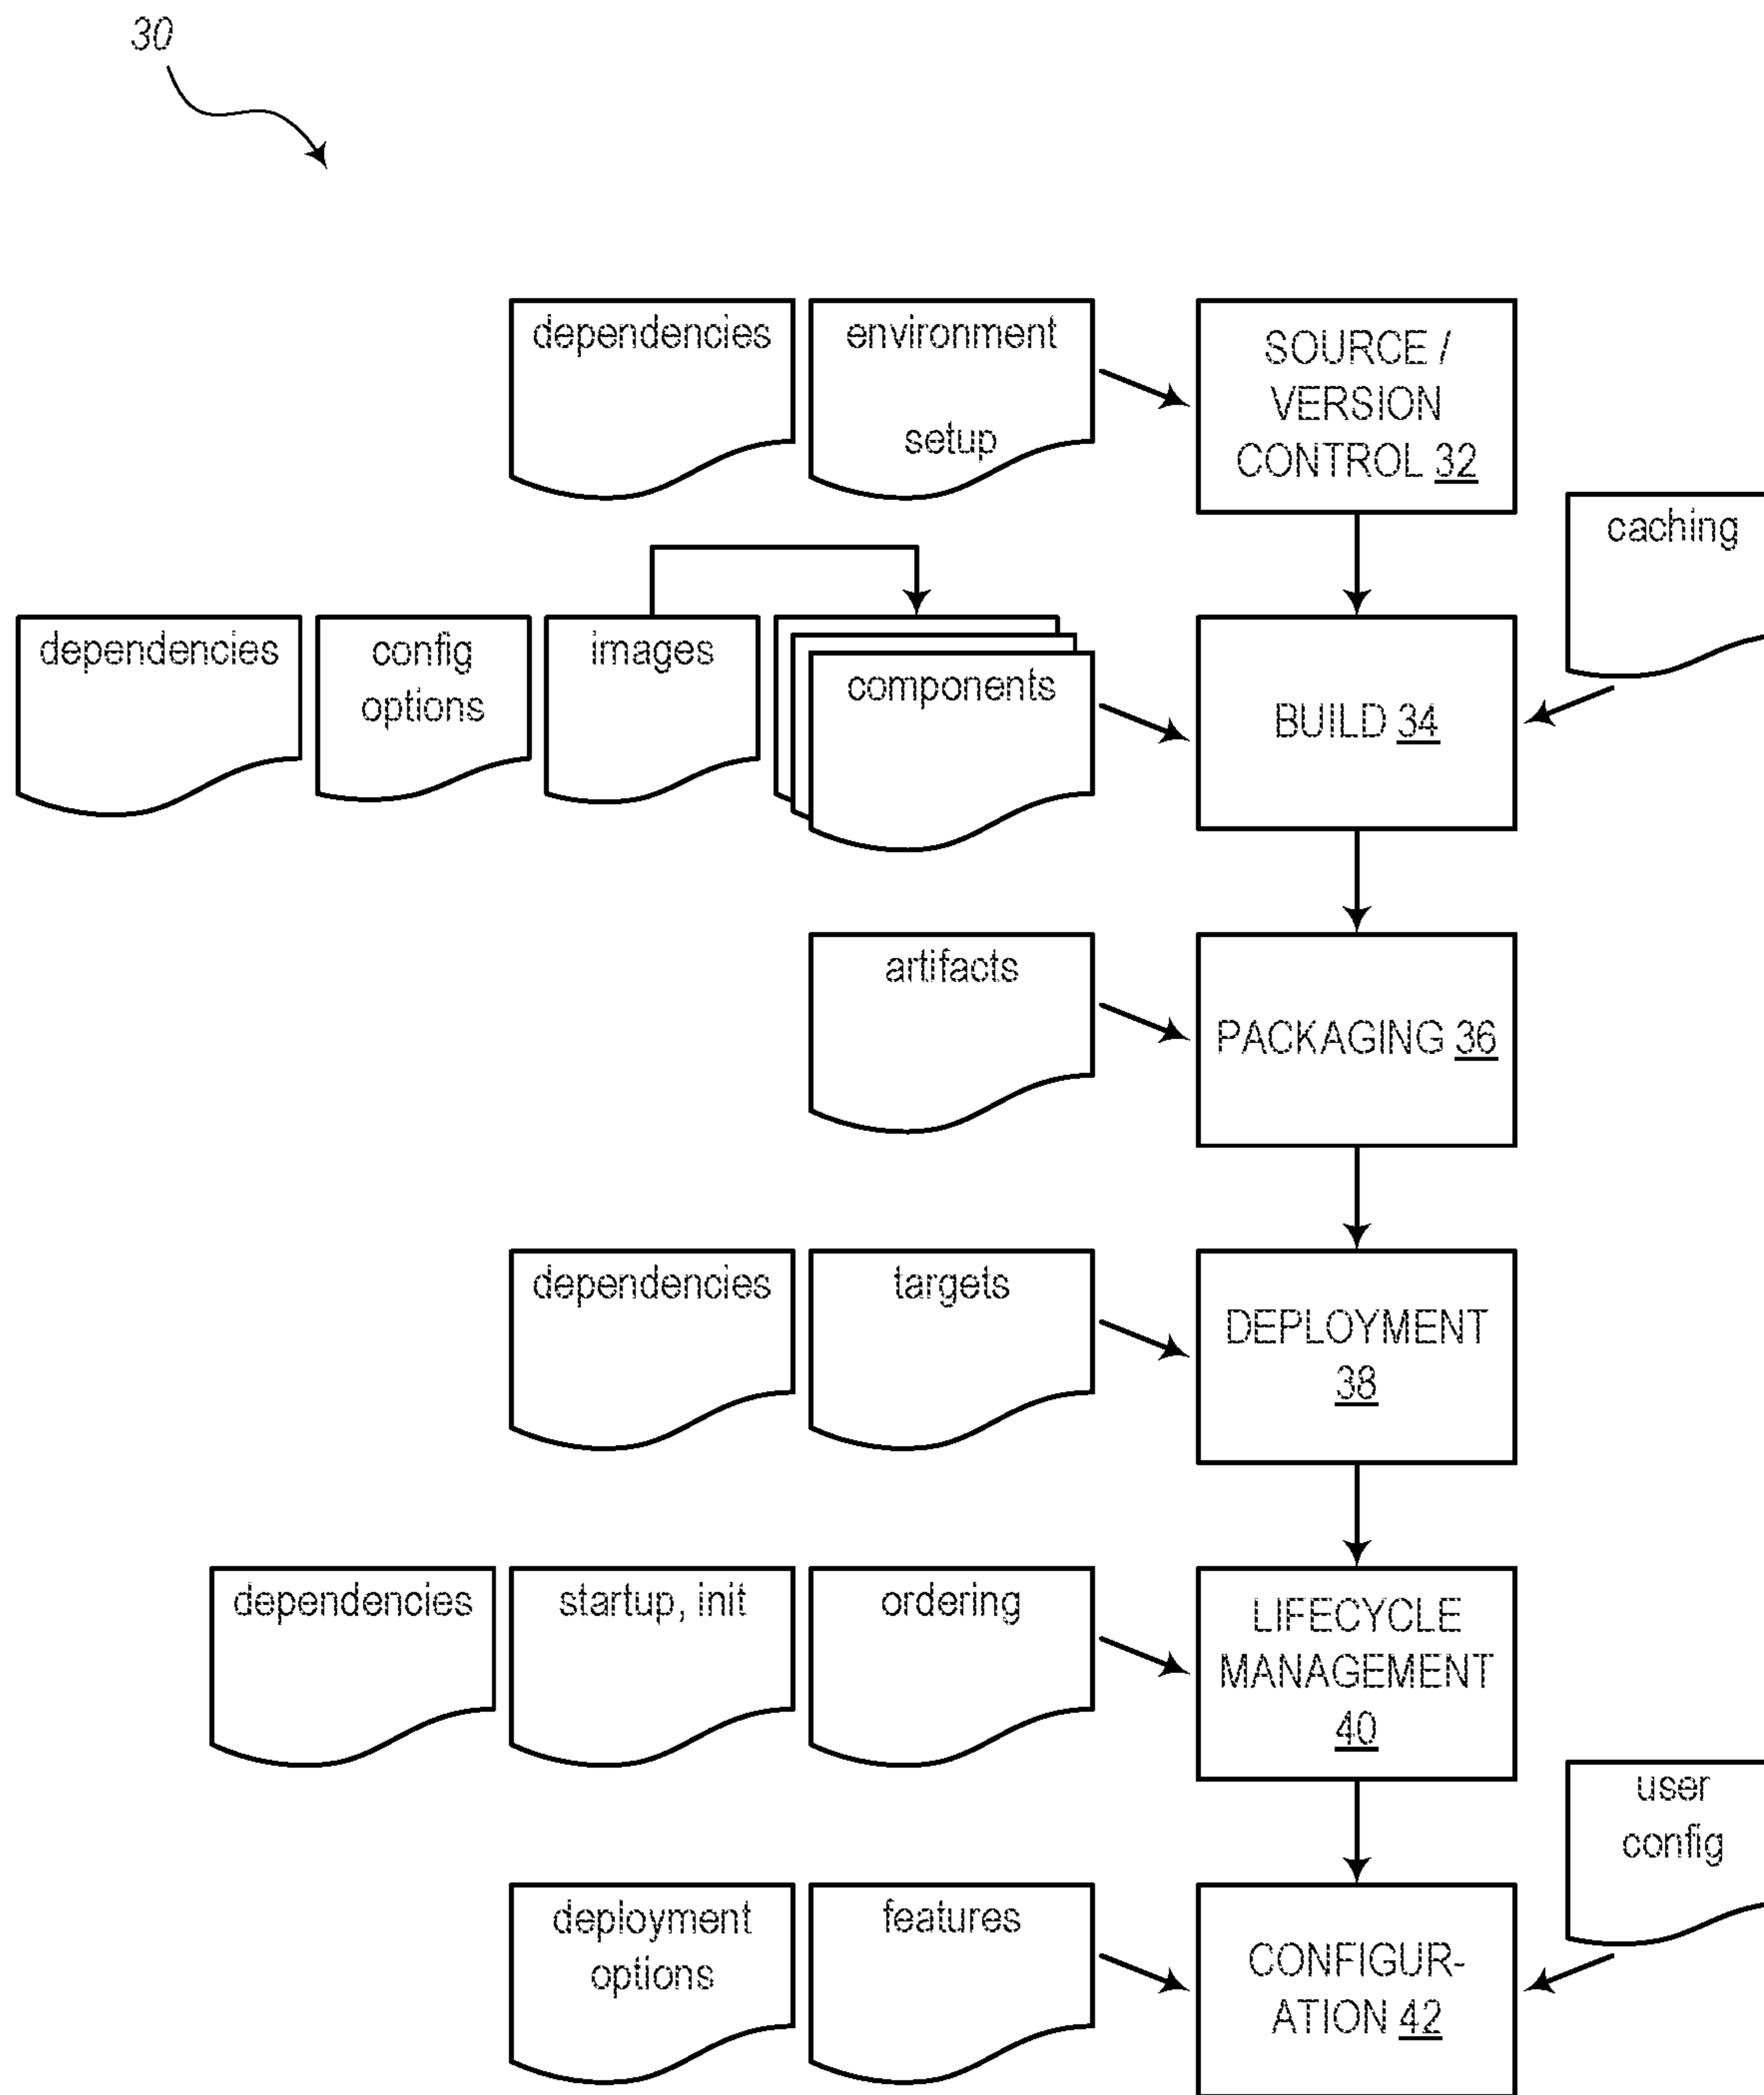 30
dependencies
environment
setup
SOURCE /
VERSION
CONTROL 32
caching
dependencies
config
options
images
components
BUILD 34
artifacts
PACKAGING 36
dependencies
targets
DEPLOYMENT
38
dependencies
startup, init
ordering
LIFECYCLE
MANAGEMENT
40
user
config
deployment
options
features
CONFIGUR-
ATION 42